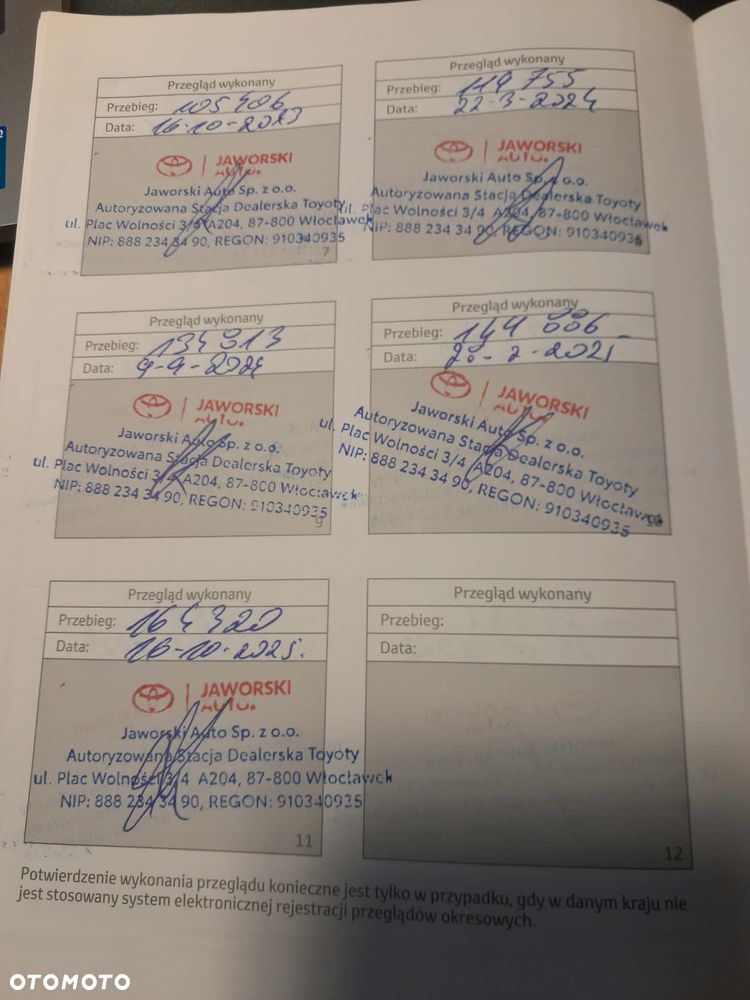 Przegląd wykonany
Przebieg: 105 406
Data: 16-10-2023
JAWORSKI
AUTO.
Jaworski Auto Sp. z o.o.
Autoryzowana Stacja Dealerska Toyoty
ul. Plac Wolności 3/4 A204, 87-800 Włocławek
NIP: 888 234 34 90, REGON: 910340935
7
Przegląd wykonany
Przebieg: 119 755
Data: 22-3-2024
JAWORSKI
AUTO.
Jaworski Auto Sp. z o.o.
Autoryzowana Stacja Dealerska Toyoty
ul. Plac Wolności 3/4 A204, 87-800 Włocławek
NIP: 888 234 34 90, REGON: 910340935
8
Przegląd wykonany
Przebieg: 134 313
Data: 9-9-2024
JAWORSKI
AUTO.
Jaworski Auto Sp. z o.o.
Autoryzowana Stacja Dealerska Toyoty
ul. Plac Wolności 3/4 A204, 87-800 Włocławek
NIP: 888 234 34 90, REGON: 910340935
9
Przegląd wykonany
Przebieg: 144 886
Data: 28-2-2025
JAWORSKI
AUTO.
Jaworski Auto Sp. z o.o.
Autoryzowana Stacja Dealerska Toyoty
ul. Plac Wolności 3/4 A204, 87-800 Włocławek
NIP: 888 234 34 90, REGON: 910340935
10
Przegląd wykonany
Przebieg: 164 320
Data: 16-10-2025.
JAWORSKI
AUTO.
Jaworski Auto Sp. z o.o.
Autoryzowana Stacja Dealerska Toyoty
ul. Plac Wolności 3/4 A204, 87-800 Włocławek
NIP: 888 234 34 90, REGON: 910340935
11
Przegląd wykonany
Przebieg:
Data:
12
Potwierdzenie wykonania przeglądu konieczne jest tylko w przypadku, gdy w danym kraju nie
jest stosowany system elektronicznej rejestracji przeglądów okresowych.
OTOMOTO